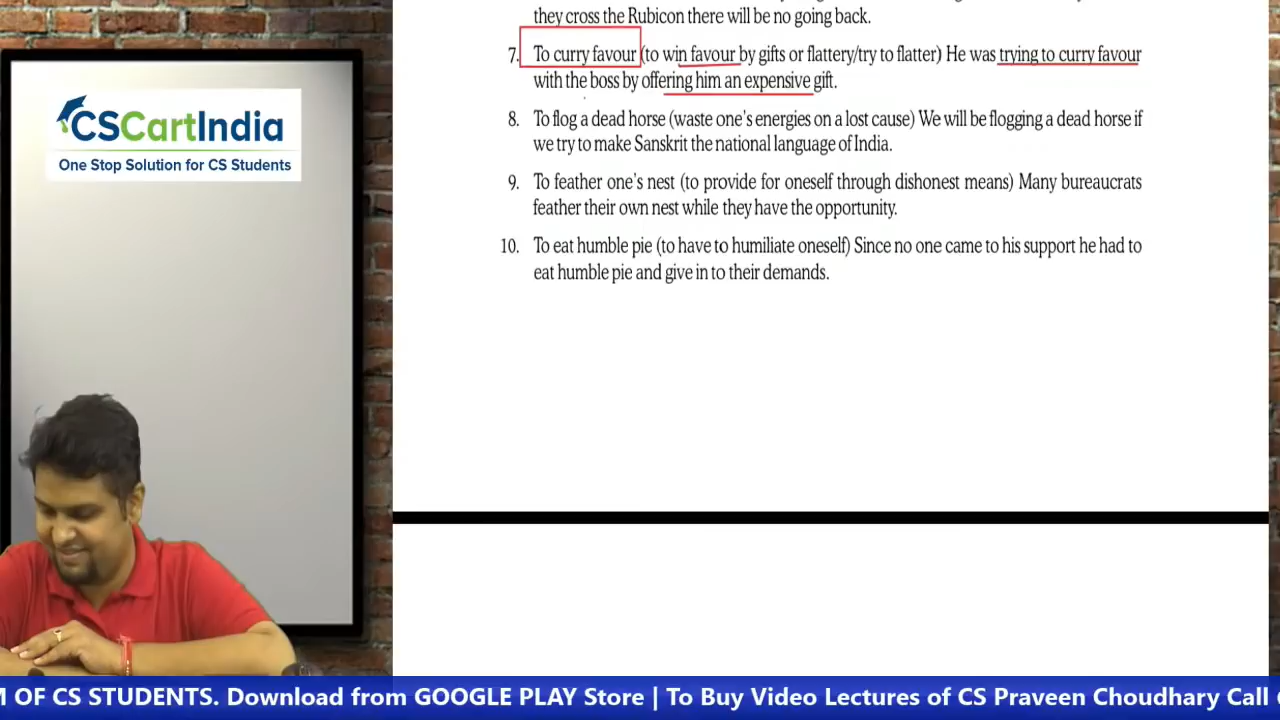 they cross the Rubicon there will be no going back.
7. To curry favour (to win favour by gifts or flattery/try to flatter) He was trying to curry favour
with the boss by offering him an expensive gift.
8. To flog a dead horse (waste one's energies on a lost cause) We will be flogging a dead horse if
we try to make Sanskrit the national language of India.
9. To feather one's nest (to provide for oneself through dishonest means) Many bureaucrats
feather their own nest while they have the opportunity.
10. To eat humble pie (to have to humiliate oneself) Since no one came to his support he had to
eat humble pie and give in to their demands.
CSCartIndia
One Stop Solution for CS Students
M OF CS STUDENTS. Download from GOOGLE PLAY Store | To Buy Video Lectures of CS Praveen Choudhary Call